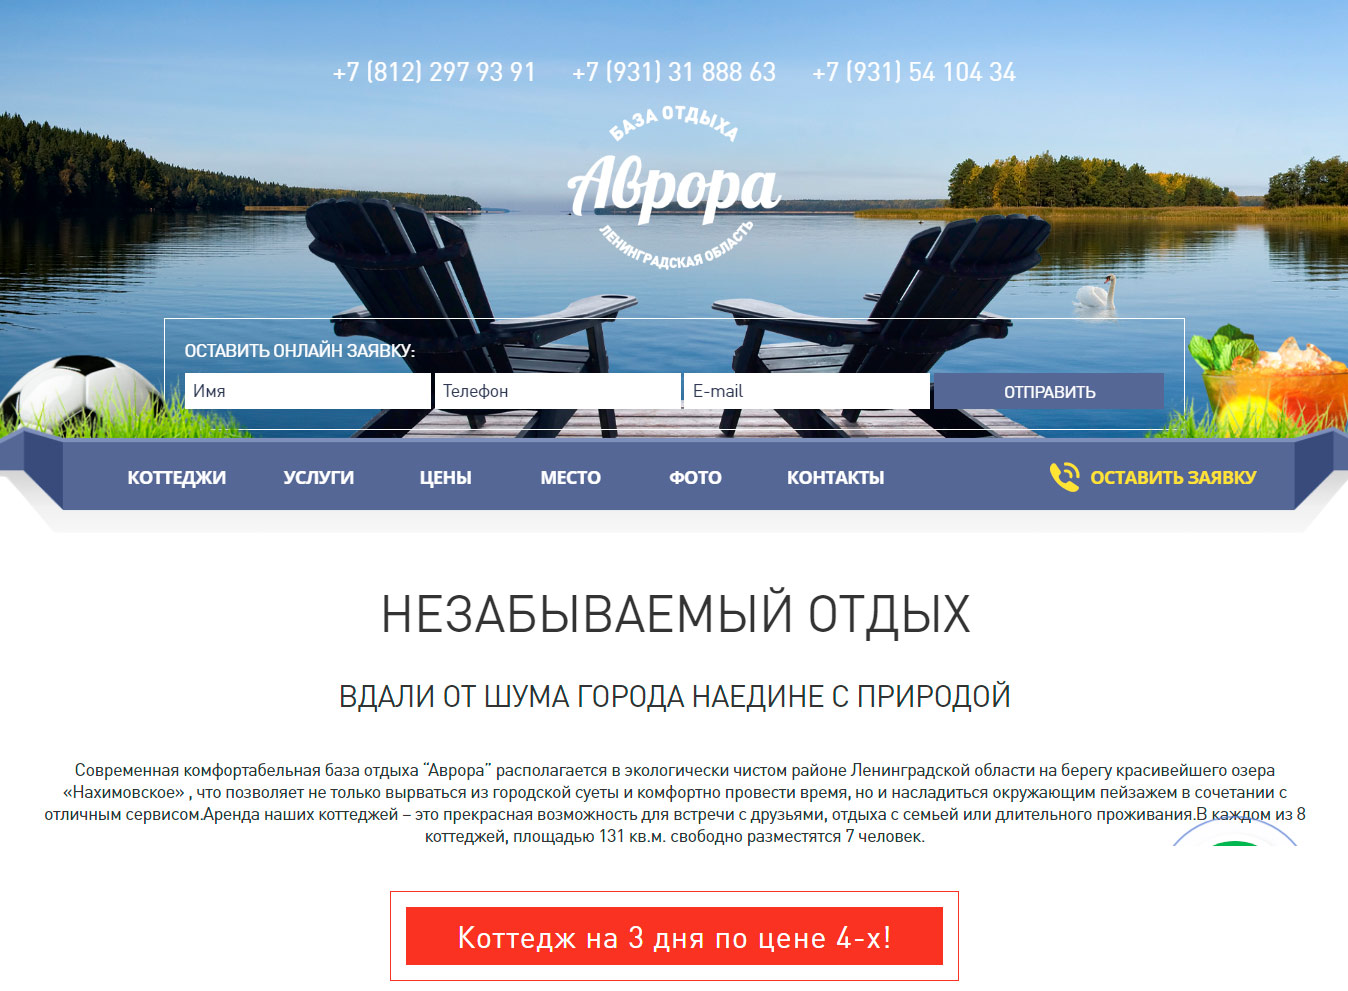 +7 (812) 297 93 91 +7 (931) 31 888 63 +7 (931) 54 104 34
БАЗА ОТДЫХА
Аврора
ЛЕНИНГРАДСКАЯ ОБЛАСТЬ
ОСТАВИТЬ ОНЛАЙН ЗАЯВКУ:
Имя Телефон E-mail ОТПРАВИТЬ
КОТТЕДЖИ УСЛУГИ ЦЕНЫ МЕСТО ФОТО КОНТАКТЫ ОСТАВИТЬ ЗАЯВКУ
НЕЗАБЫВАЕМЫЙ ОТДЫХ
ВДАЛИ ОТ ШУМА ГОРОДА НАЕДИНЕ С ПРИРОДОЙ
Современная комфортабельная база отдыха “Аврора” располагается в экологически чистом районе Ленинградской области на берегу красивейшего озера
«Нахимовское» , что позволяет не только вырваться из городской суеты и комфортно провести время, но и насладиться окружающим пейзажем в сочетании с
отличным сервисом.Аренда наших коттеджей – это прекрасная возможность для встречи с друзьями, отдыха с семьей или длительного проживания.В каждом из 8
коттеджей, площадью 131 кв.м. свободно разместятся 7 человек.
Коттедж на 3 дня по цене 4-х!